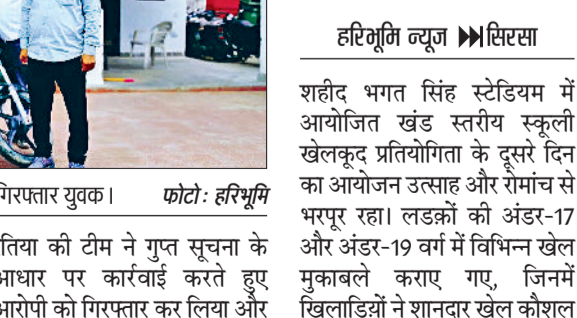 गिरफ्तार युवक। फोटो: हरिभूमि
की टीम ने गुप्त सूचना के
आधार पर कार्रवाई करते हुए
आरोपी को गिरफ्तार कर लिया और
हरिभूमि न्यूज ▶▶ सिरसा
शहीद भगत सिंह स्टेडियम में
आयोजित खंड स्तरीय स्कूली
खेलकूद प्रतियोगिता के दूसरे दिन
का आयोजन उत्साह और रोमांच से
भरपूर रहा। लडक़ों की अंडर-17
और अंडर-19 वर्ग में विभिन्न खेल
मुकाबले कराए गए, जिनमें
खिलाडिय़ों ने शानदार खेल कौशल